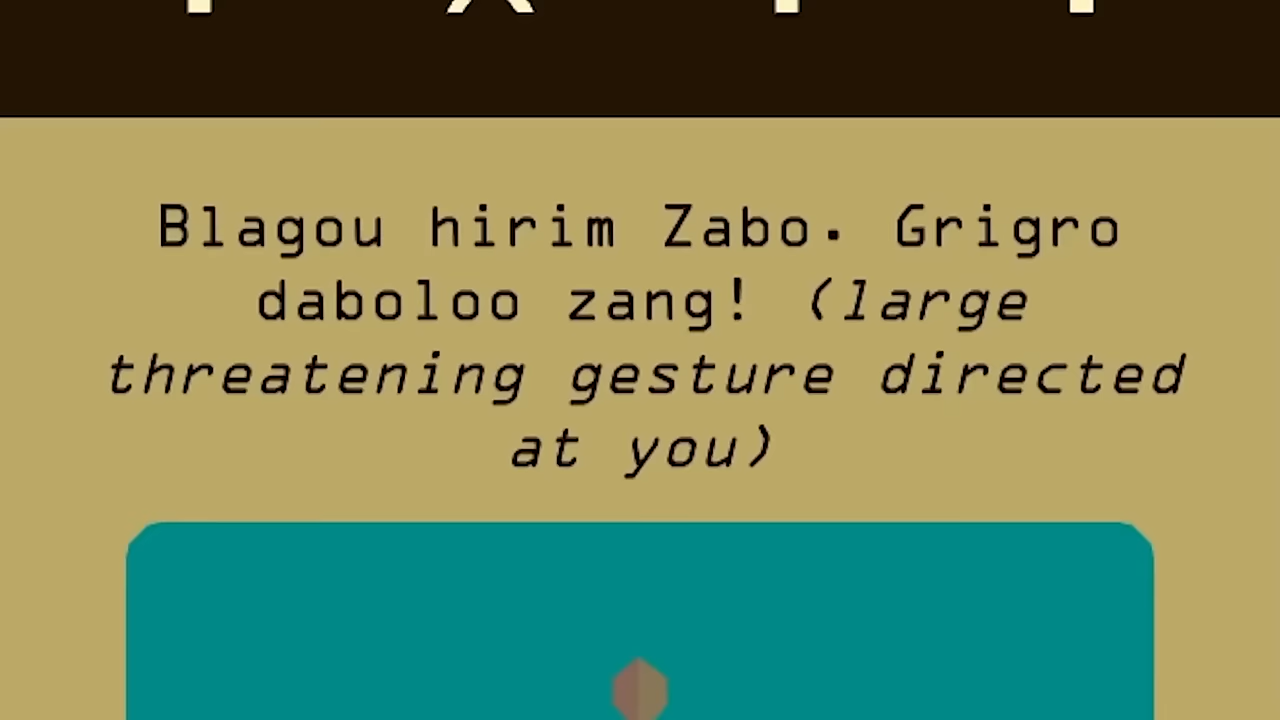 Blagou hirim Zabo. Grigro
daboloo zang! (large
threatening gesture directed
at you)